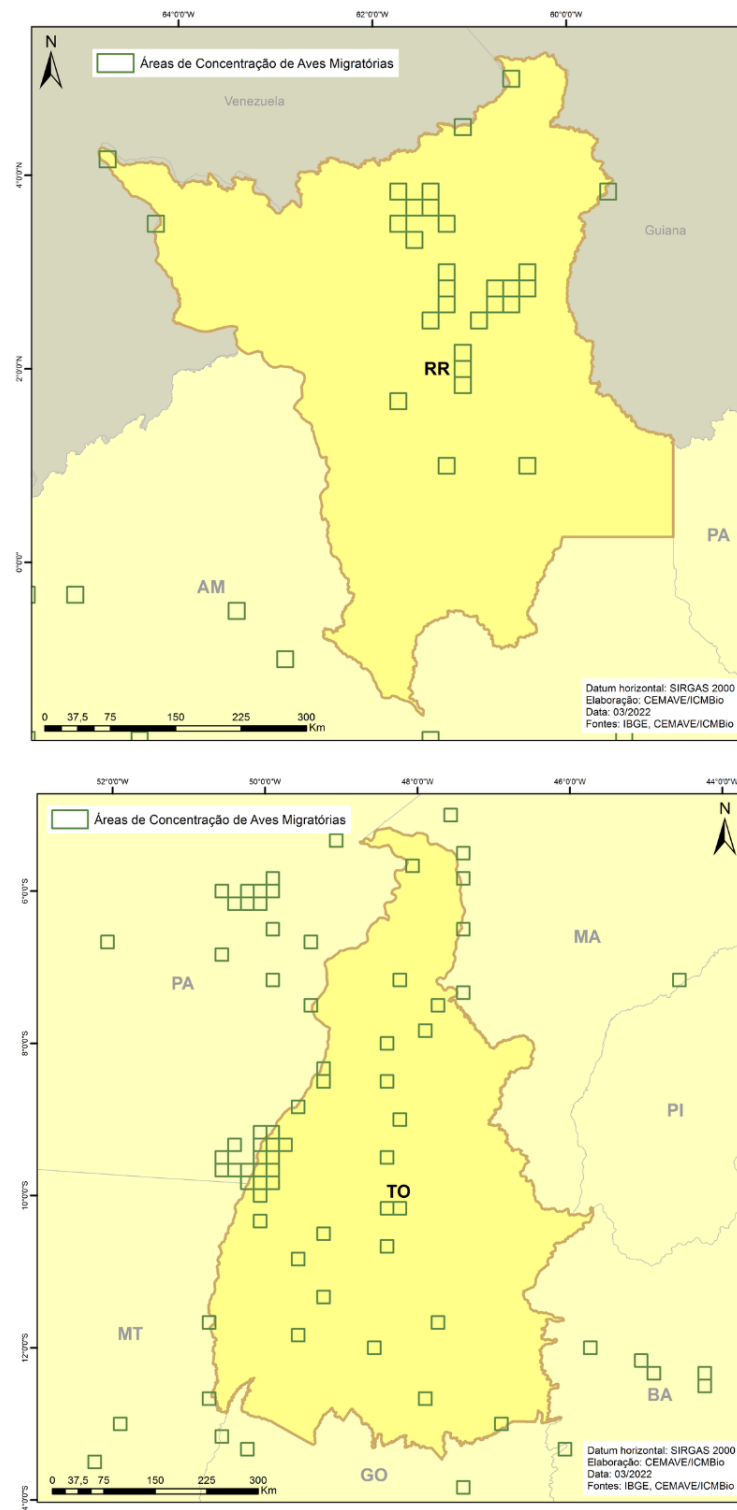 64°0'0"W
62°0'0"W
60°0'0"W
N
Áreas de Concentração de Aves Migratórias
Venezuela
4°0'0"N
Guiana
2°0'0"N
RR
0°0'0"
AM
PA
Datum horizontal: SIRGAS 2000
Elaboração: CEMAVE/ICMBio
Data: 03/2022
Fontes: IBGE, CEMAVE/ICMBio
0 37,5 75 150 225 300
Km
52°0'0"W
50°0'0"W
48°0'0"W
46°0'0"W
44°0'0"W
Áreas de Concentração de Aves Migratórias
N
6°0'0"S
MA
PA
8°0'0"S
PI
TO
10°0'0"S
MT
12°0'0"S
BA
Datum horizontal: SIRGAS 2000
Elaboração: CEMAVE/ICMBio
Data: 03/2022
Fontes: IBGE, CEMAVE/ICMBio
GO
0 37,5 75 150 225 300
Km